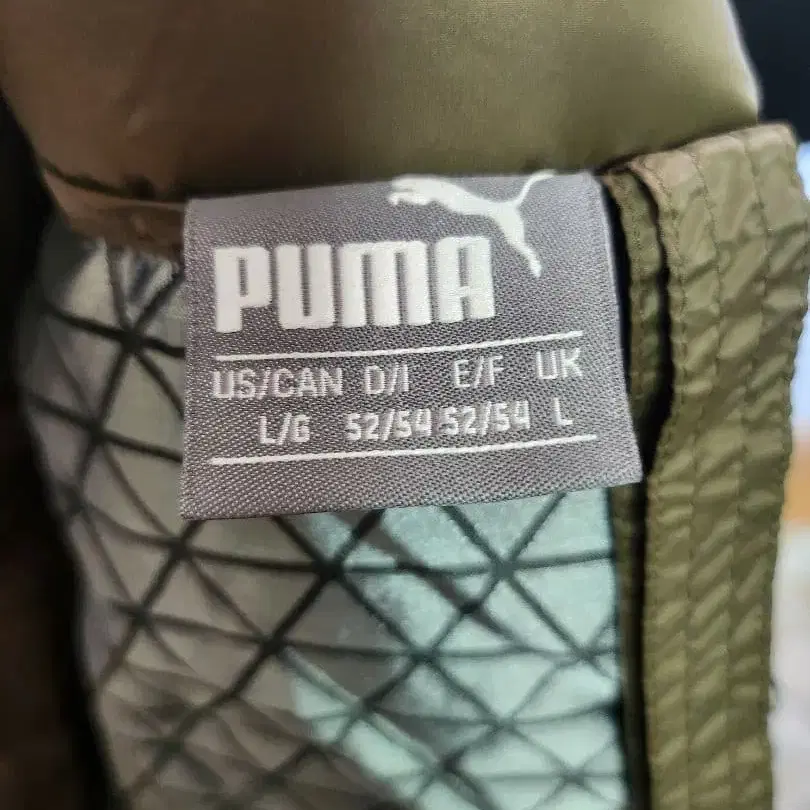 PUMA
US/CAN D/I E/F UK
L/G 52/54 52/54 L